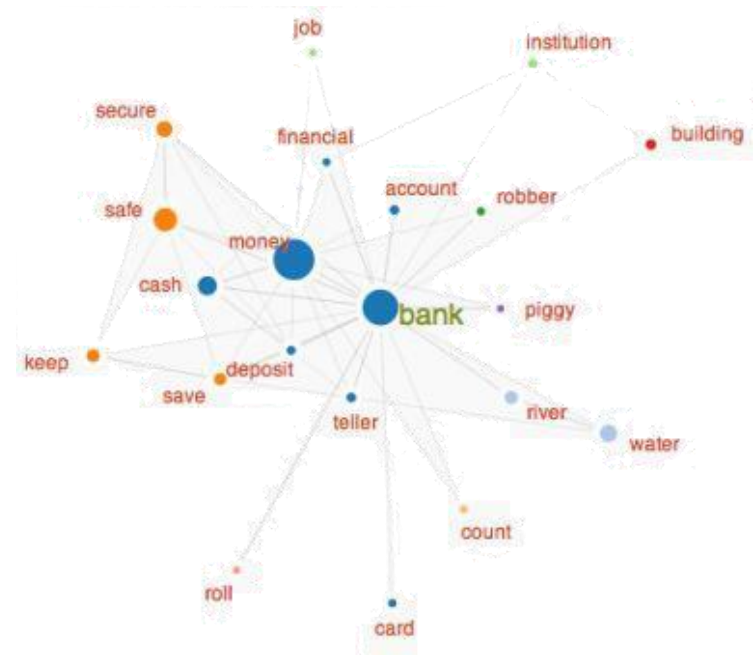 job
institution
secure
building
financial
account
robber
safe
money
cash
bank
piggy
keep
deposit
save
river
teller
water
count
roll
card